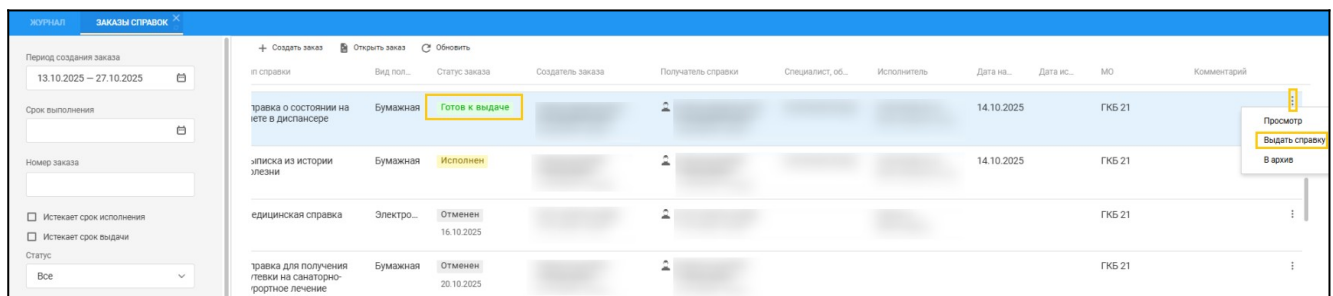 ЖУРНАЛ ЗАКАЗЫ СПРАВОК
Создать заказ Открыть заказ Обновить
Период создания заказа
13.10.2025 — 27.10.2025
Срок выполнения
Номер заказа
Истекает срок исполнения
Истекает срок выдачи
Статус
Все
ип справки Вид пол... Статус заказа Создатель заказа Получатель справки Специалист, об... Исполнитель Дата на... Дата ис... МО Комментарий
правка о состоянии на Бумажная Готов к выдаче 14.10.2025 ГКБ 21
чете в диспансере
Просмотр
Выдать справку
В архив
ыписка из истории Бумажная Исполнен 14.10.2025 ГКБ 21
олезни
едицинская справка Электро... Отменен ГКБ 21
16.10.2025
правка для получения Бумажная Отменен ГКБ 21
утевки на санаторно- 20.10.2025
урортное лечение